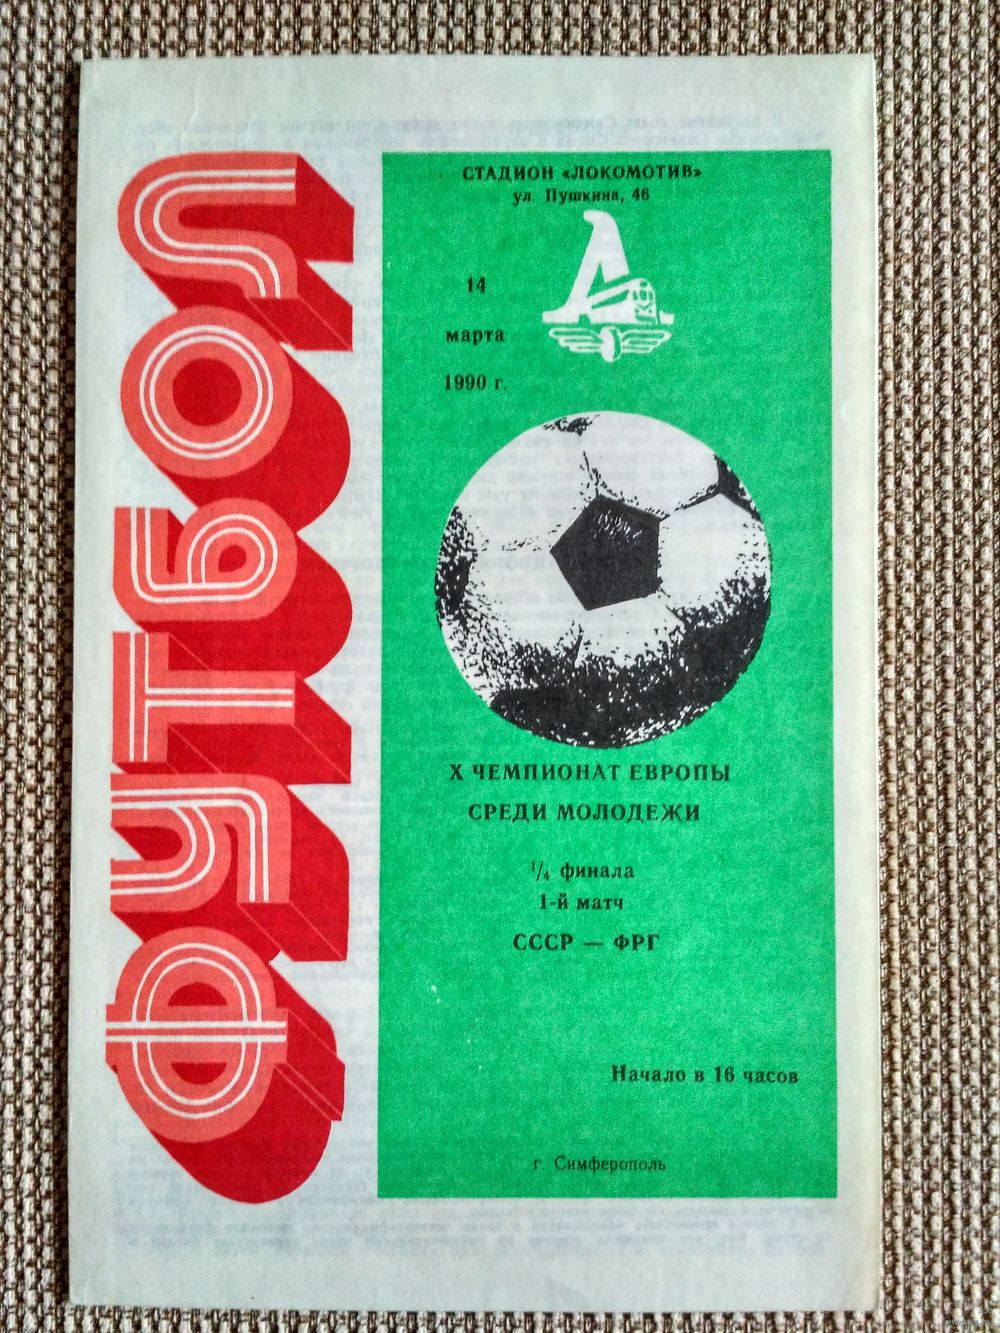 ФУТБОЛ
СТАДИОН «ЛОКОМОТИВ»
ул. Пушкина, 46
14
марта
1990 г.
X ЧЕМПИОНАТ ЕВРОПЫ
СРЕДИ МОЛОДЕЖИ
1/4 финала
1-й матч
СССР — ФРГ
Начало в 16 часов
г. Симферополь